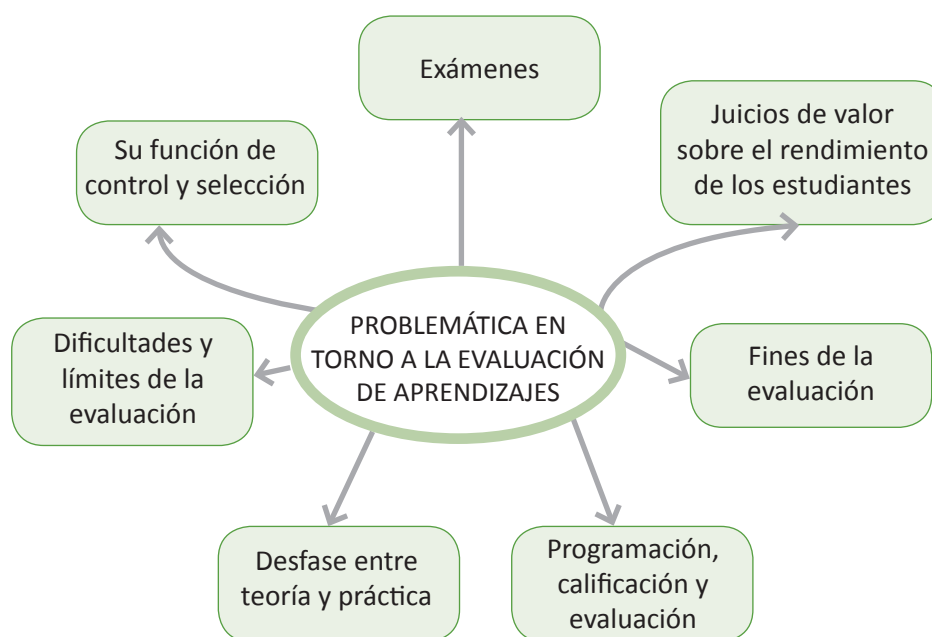 Exámenes
Juicios de valor
sobre el rendimiento
de los estudiantes
Su función de
control y selección
PROBLEMÁTICA EN
TORNO A LA EVALUACIÓN
DE APRENDIZAJES
Dificultades y
límites de la
evaluación
Fines de la
evaluación
Desfase entre
teoría y práctica
Programación,
calificación y
evaluación